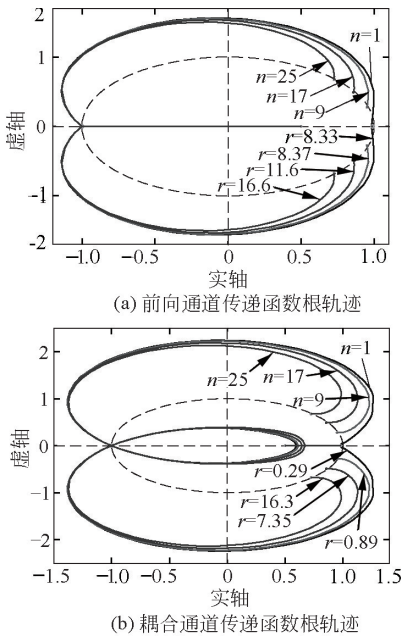 2
n=1
1
n=25
n=17
n=9
虚轴
0
r=8.33
r=8.37
r=11.6
-1
r=16.6
-2
-1.0
-0.5
0
0.5
1.0
实轴
(a) 前向通道传递函数根轨迹
n=1
2
n=17
n=25
n=9
1
虚轴
0
r=0.29
r=16.3
-1
r=7.35
r=0.89
-2
-1.5
-1.0
-0.5
0
0.5
1.0
1.5
实轴
(b) 耦合通道传递函数根轨迹